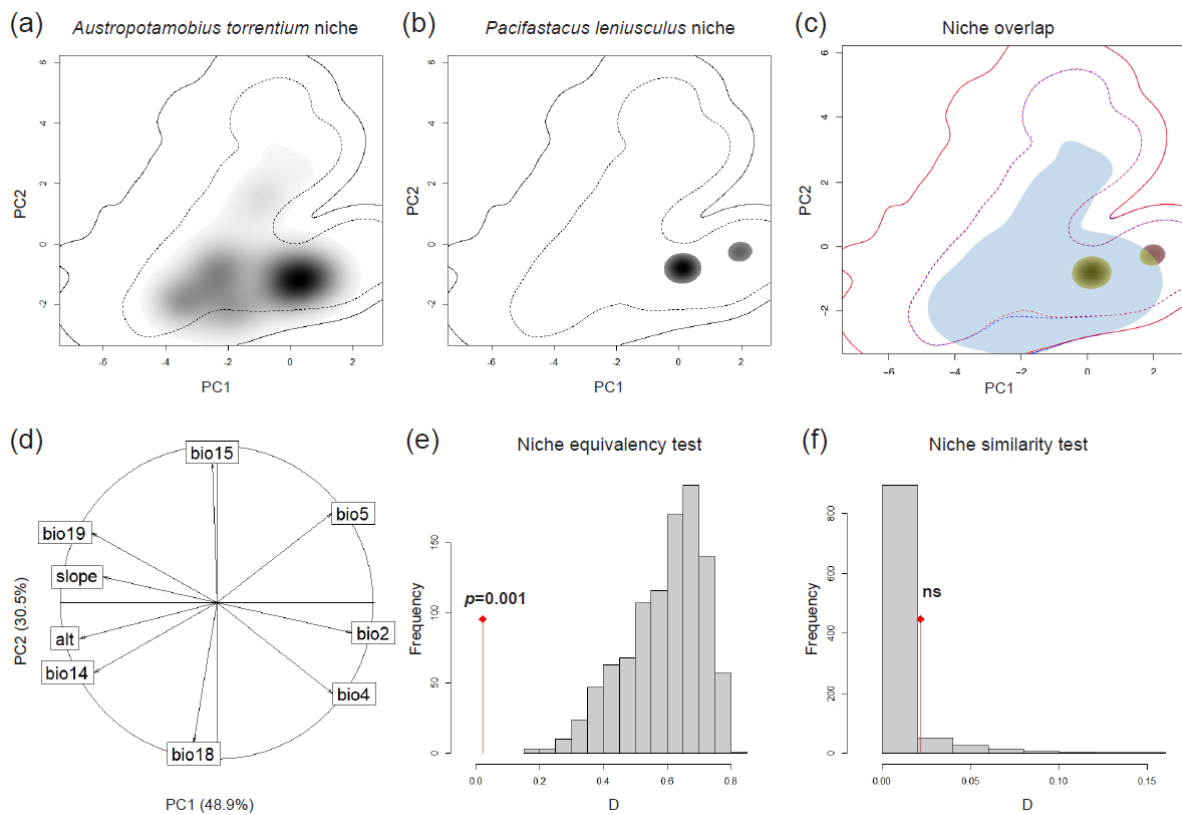 (a) Austropotamobius torrentium niche
(b) Pacifastacus leniusculus niche
(c) Niche overlap
PC2
6
4
2
0
-2
-6
-4
-2
0
2
PC1
PC2
6
4
2
0
-2
-6
-4
-2
0
2
PC1
PC2
6
4
2
0
-2
-6
-4
-2
0
2
PC1
(d)
bio15
bio5
bio19
slope
alt
bio14
bio2
bio4
bio18
PC2 (30.5%)
PC1 (48.9%)
(e) Niche equivalency test
p=0.001
Frequency
150
100
50
0
0.0
0.2
0.4
0.6
0.8
D
(f) Niche similarity test
ns
Frequency
800
600
400
200
0
0.00
0.05
0.10
0.15
D